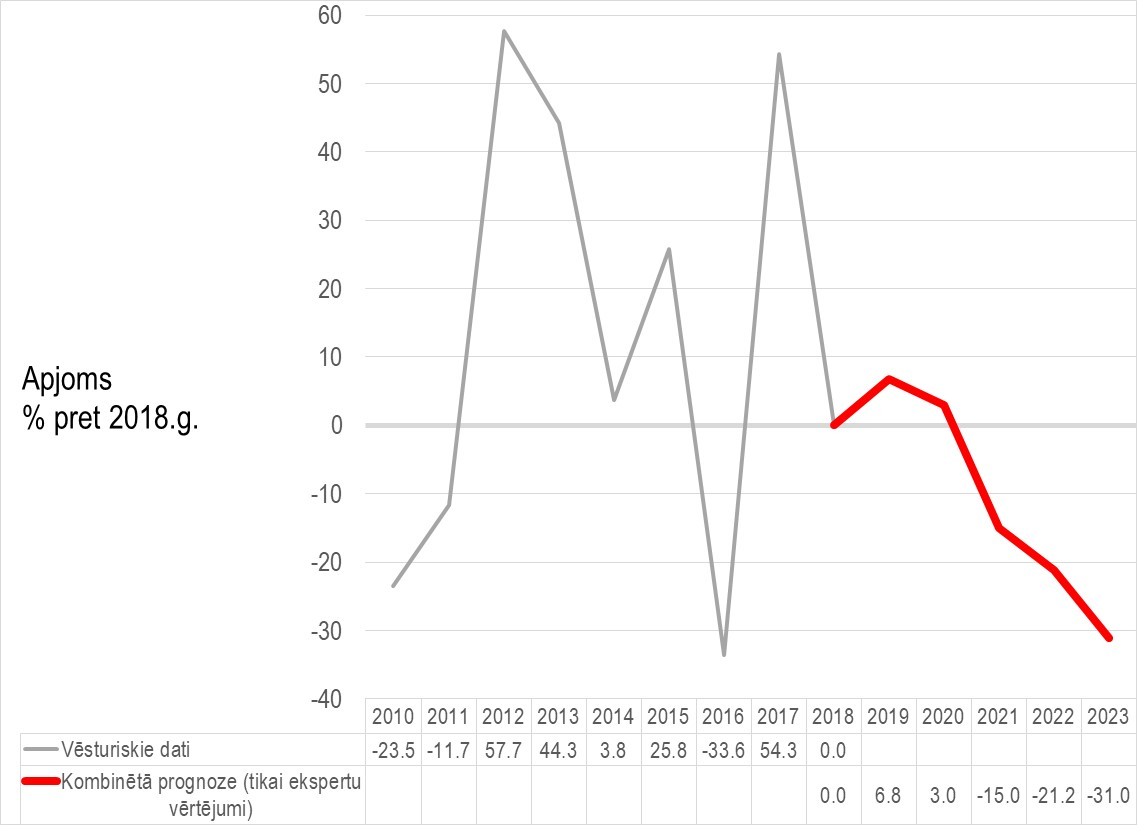 60
50
40
30
20
10
0
-10
-20
-30
-40
Apjoms
% pret 2018.g.
2010 2011 2012 2013 2014 2015 2016 2017 2018 2019 2020 2021 2022 2023
Vēsturiskie dati -23.5 -11.7 57.7 44.3 3.8 25.8 -33.6 54.3 0.0
Kombinētā prognoze (tikai ekspertu
vērtējumi) 0.0 6.8 3.0 -15.0 -21.2 -31.0